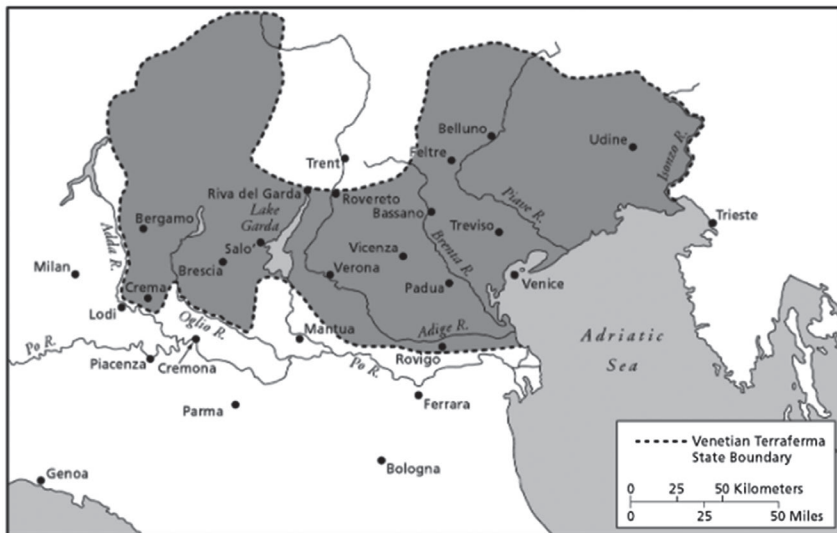 Belluno
Udine
Isonzo R.
Feltre
Trent
Riva del Garda
Rovereto
Lake
Garda
Bassano
Piave R.
Trieste
Bergamo
Treviso
Adda R.
Salo'
Vicenza
Brenta R.
Milan
Brescia
Verona
Venice
Padua
Crema
Lodi
Oglio R.
Mantua
Adige R.
Adriatic
Sea
Po R.
Piacenza
Cremona
Rovigo
Po R.
Parma
Ferrara
Bologna
Genoa
Venetian Terraferma
State Boundary
0 25 50 Kilometers
0 25 50 Miles